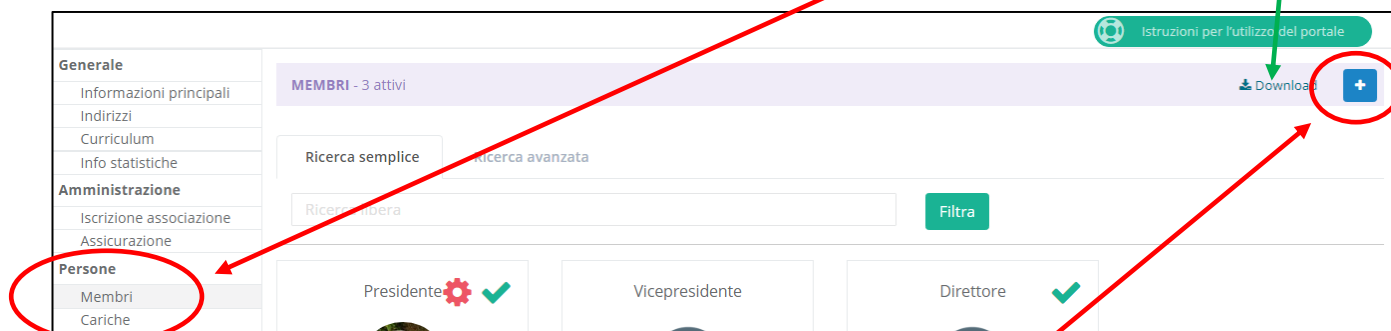 Istruzioni per l'utilizzo del portale
Generale
Informazioni principali
Indirizzi
Curriculum
Info statistiche
Amministrazione
Iscrizione associazione
Assicurazione
Persone
Membri
Cariche
MEMBRI - 3 attivi
Download
+
Ricerca semplice
Ricerca avanzata
Ricerca libera
Filtra
Presidente
Vicepresidente
Direttore